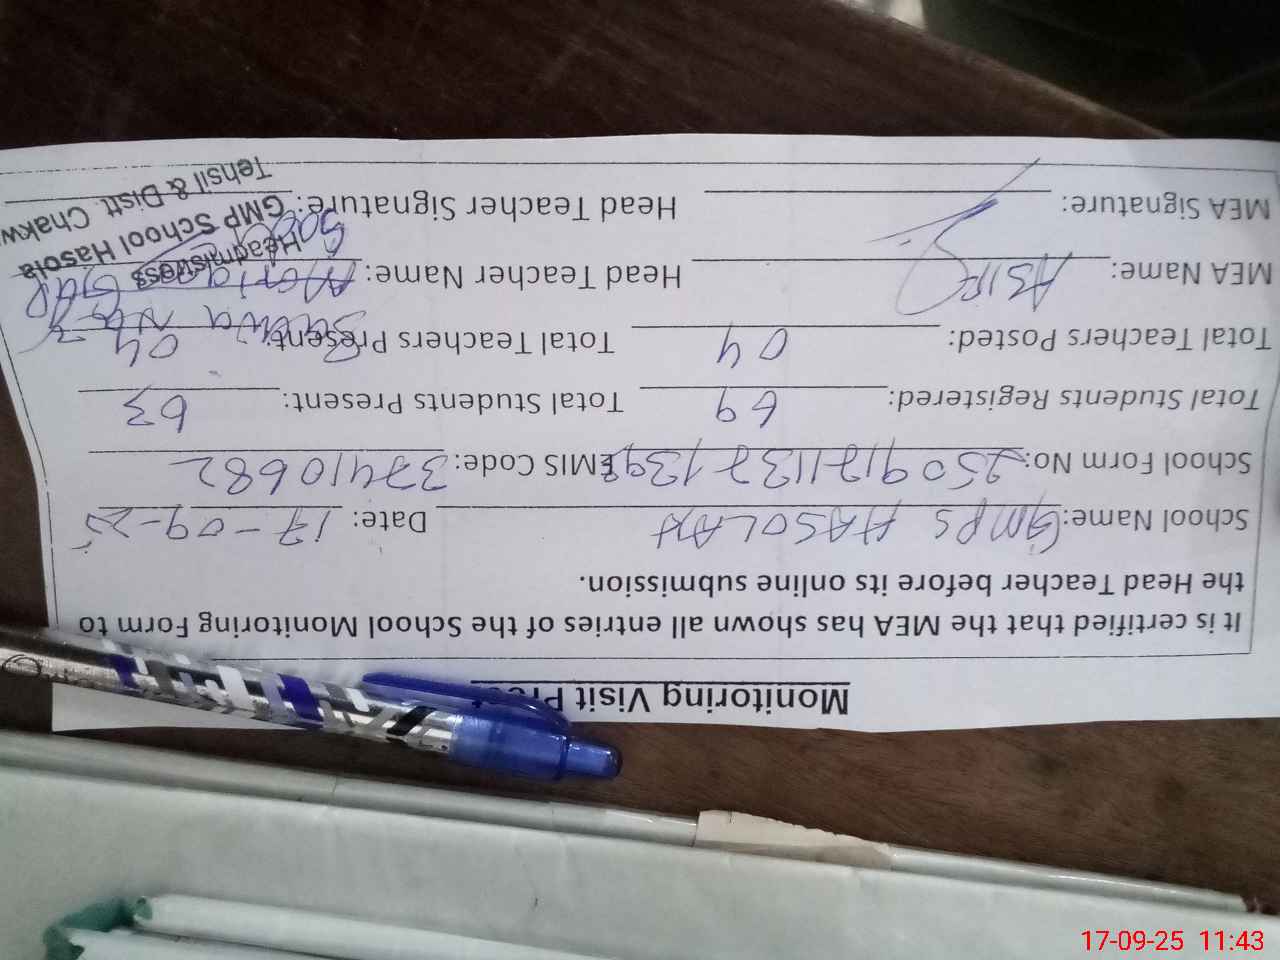 Monitoring Visit
It is certified that the MEA has shown all entries of the School Monitoring Form to
the Head Teacher before its online submission.
School Name: GMPS HASOLAH Date: 17-09-25
School Form No: EMIS Code: 37410682
Total Students Registered: 69 Total Students Present: 63
Total Teachers Posted: 04 Total Teachers Present: 04
MEA Name: ASIF Head Teacher Name:
MEA Signature: Head Teacher Signature:
Headmistress
GMP School Hasola
Tehsil & Distt. Chakw
17-09-25 11:43